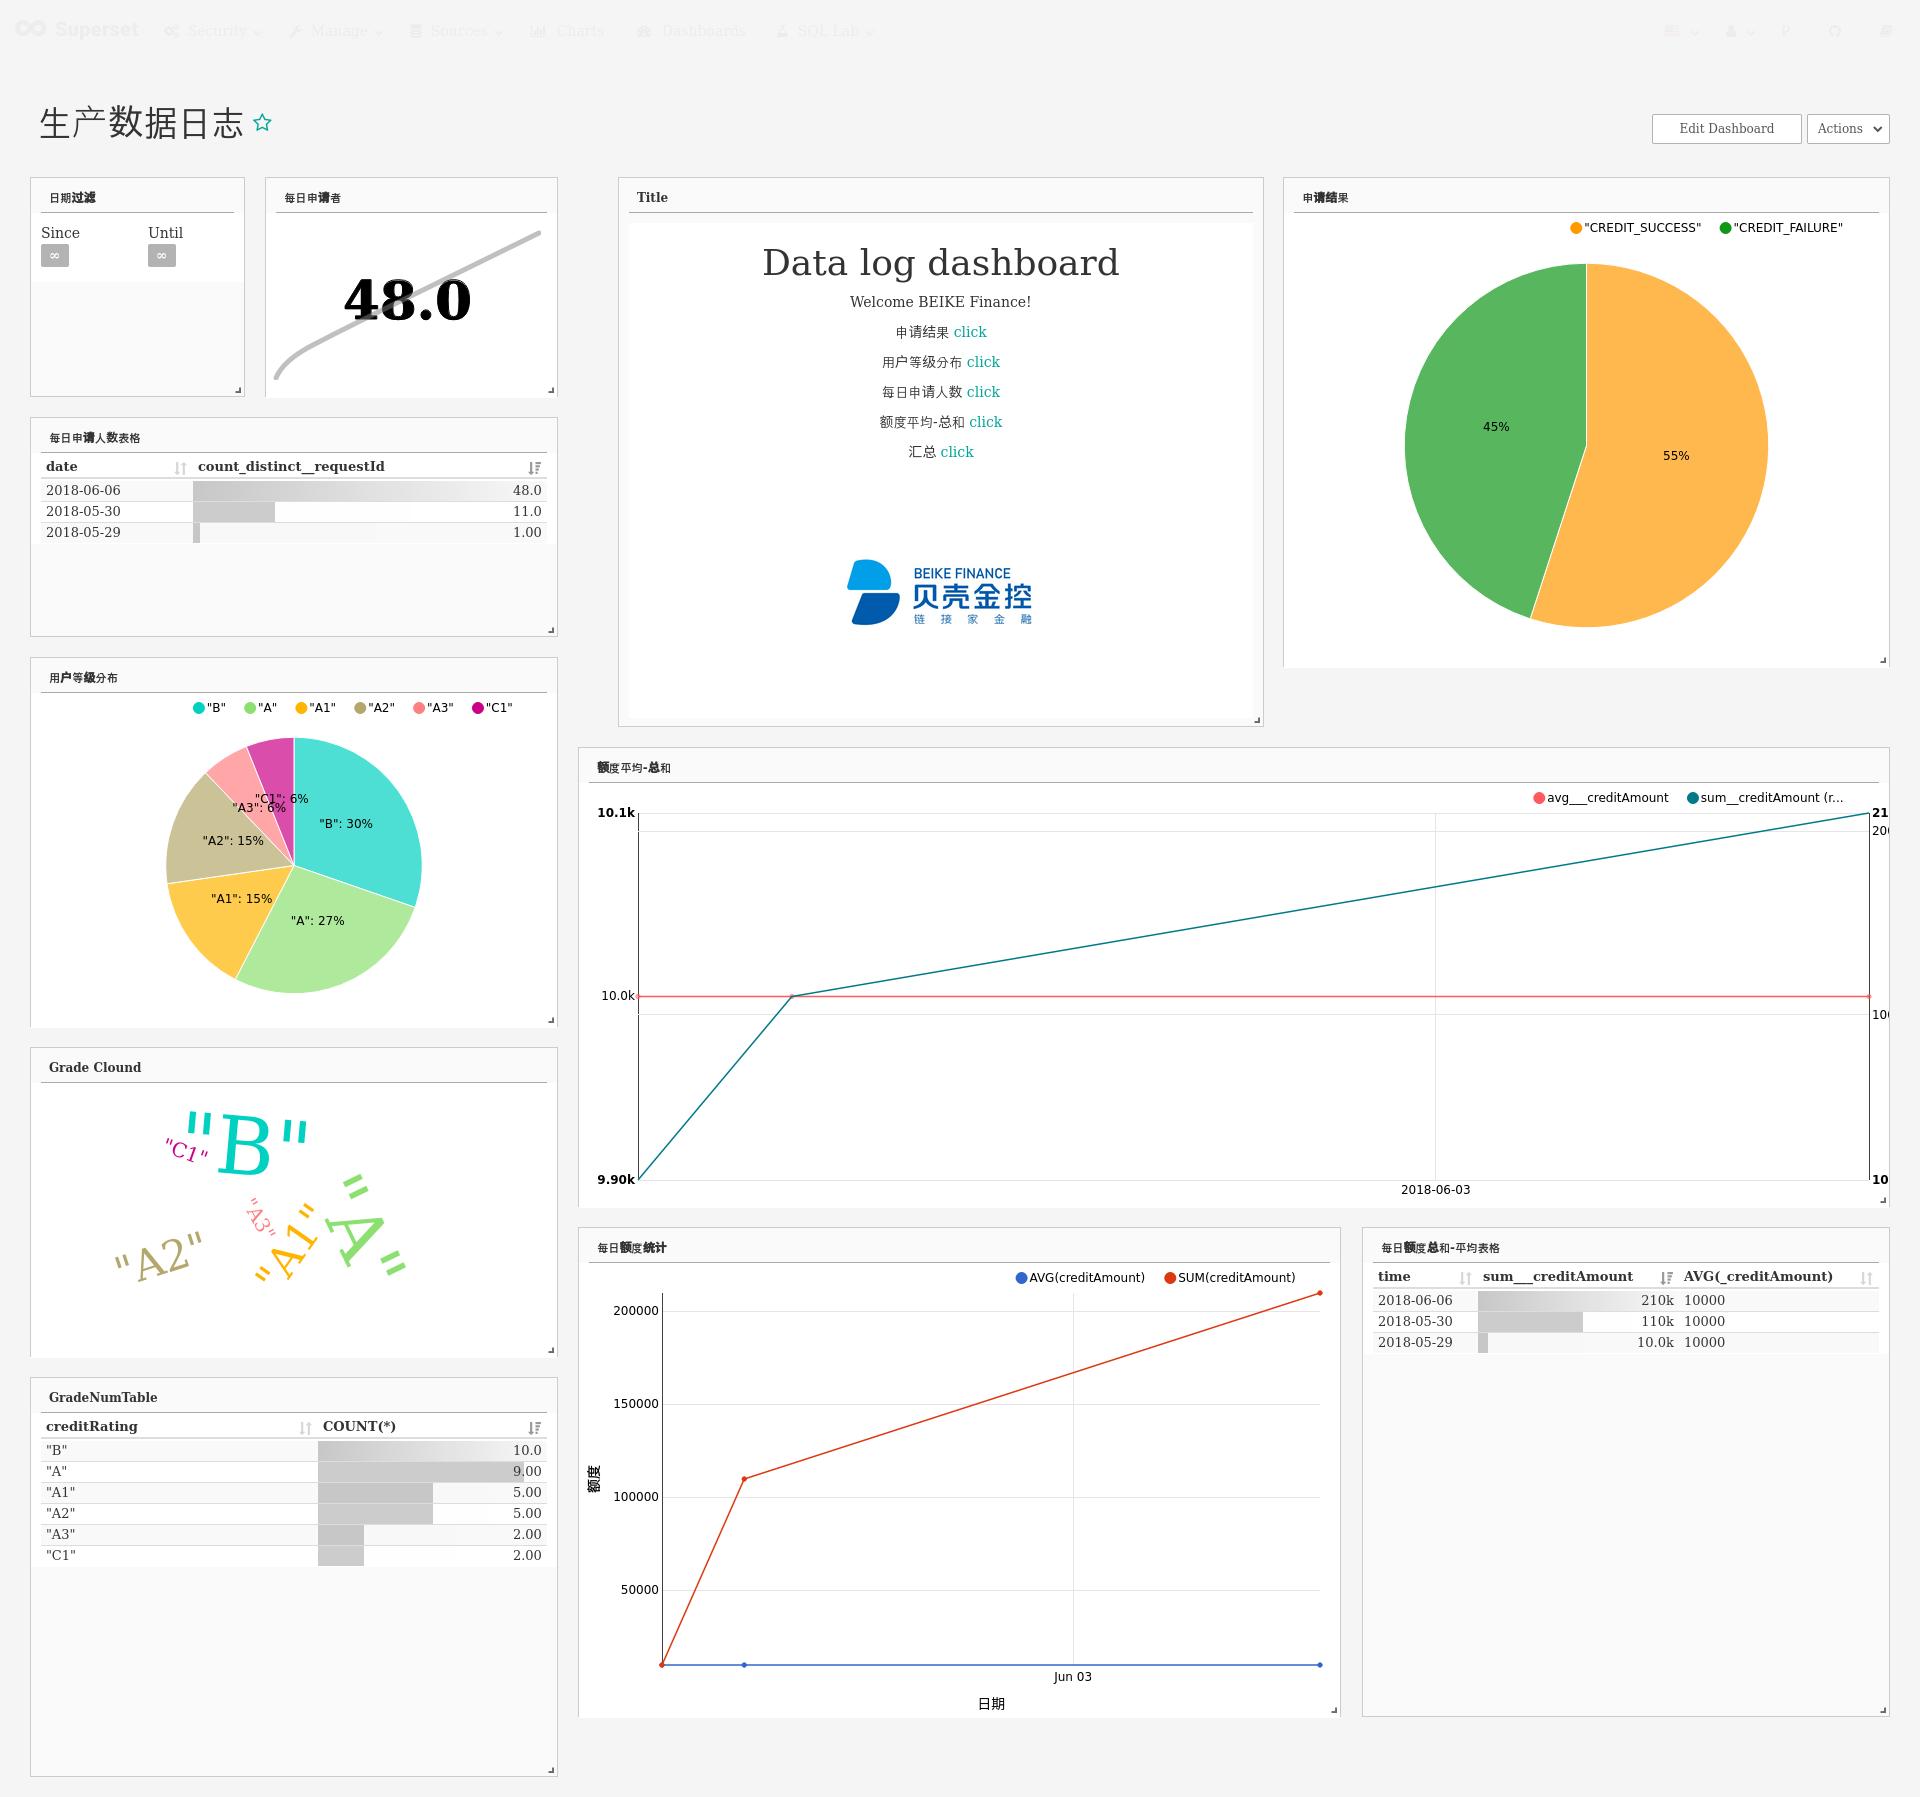 Superset Security Manage Sources Charts Dashboards SQL Lab
生产数据日志
Edit Dashboard Actions
日期过滤
Since Until
∞ ∞
每日申请者
48.0
每日申请人数表格
date count_distinct__requestId
2018-06-06 48.0
2018-05-30 11.0
2018-05-29 1.00
用户等级分布
"B" "A" "A1" "A2" "A3" "C1"
"C1": 6%
"A3": 6%
"B": 30%
"A2": 15%
"A1": 15%
"A": 27%
Grade Clound
"B"
"C1"
"A"
"A3"
"A1"
"A2"
GradeNumTable
creditRating COUNT(*)
"B" 10.0
"A" 9.00
"A1" 5.00
"A2" 5.00
"A3" 2.00
"C1" 2.00
Title
Data log dashboard
Welcome BEIKE Finance!
申请结果 click
用户等级分布 click
每日申请人数 click
额度平均-总和 click
汇总 click
BEIKE FINANCE
贝壳金控
链接家金融
申请结果
"CREDIT_SUCCESS" "CREDIT_FAILURE"
45%
55%
额度平均-总和
avg___creditAmount sum__creditAmount (r...
10.1k 21
20
10.0k
10
9.90k 10
2018-06-03
每日额度统计
AVG(creditAmount) SUM(creditAmount)
200000
150000
100000
50000
额度
Jun 03
日期
每日额度总和-平均表格
time sum___creditAmount AVG(_creditAmount)
2018-06-06 210k 10000
2018-05-30 110k 10000
2018-05-29 10.0k 10000